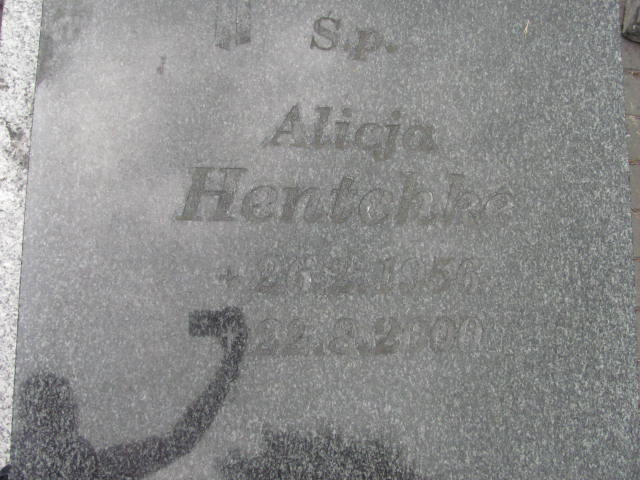 Ś.p.
Alicja
Hentchke
+ 26.2.1956
+ 22.8.2000